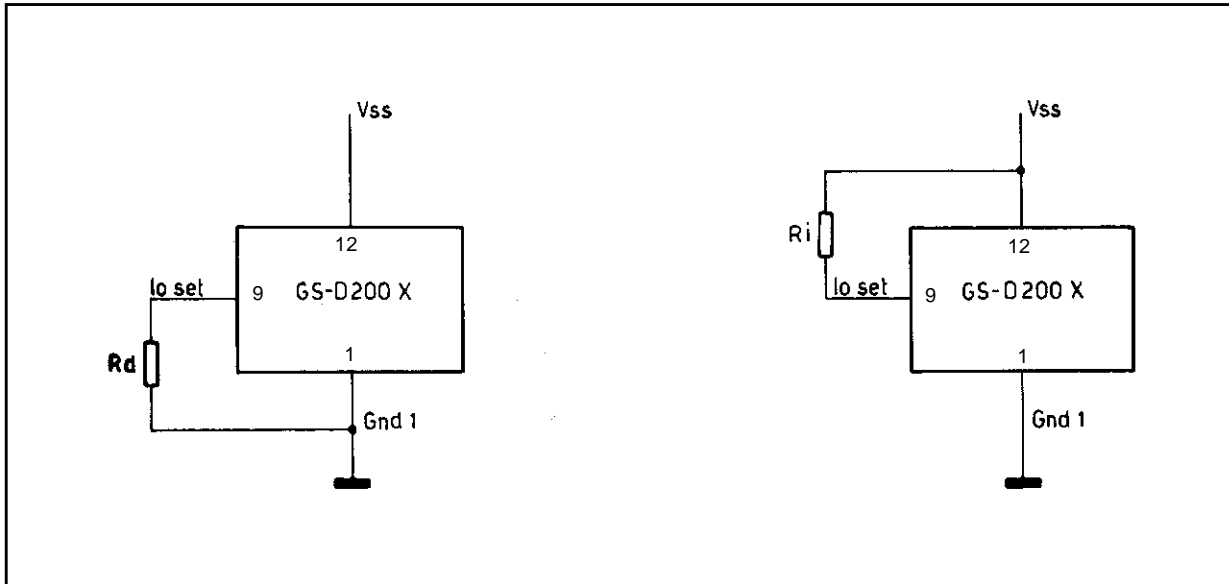 Vss
12
Io set
9
GS-D200 X
Rd
1
Gnd 1
Vss
Ri
12
Io set
9
GS-D200 X
1
Gnd 1